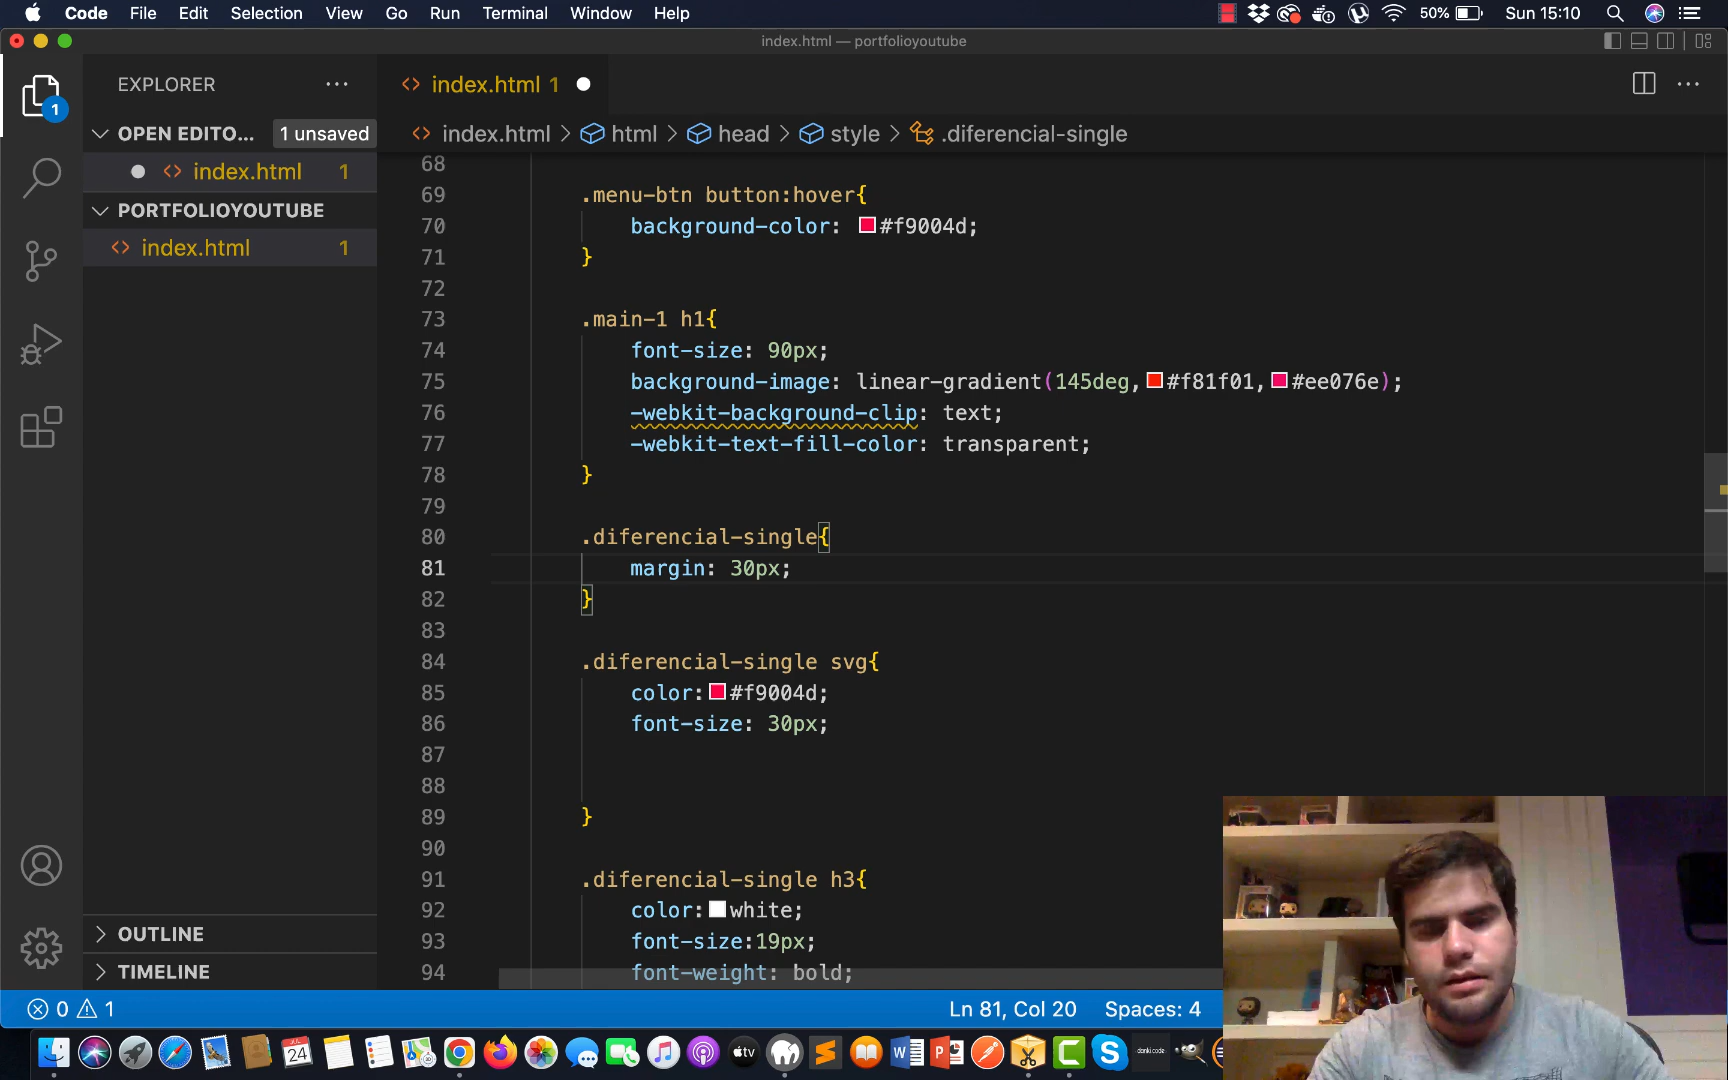 Code File Edit Selection View Go Run Terminal Window Help 50% Sun 15:10
index.html — portfolioyoutube
EXPLORER
index.html 1
1
OPEN EDITO... 1 unsaved
index.html > html > head > style > .diferencial-single
index.html 1
PORTFOLIOYOUTUBE
index.html 1
68
69 .menu-btn button:hover{
70 background-color: #f9004d;
71 }
72
73 .main-1 h1{
74 font-size: 90px;
75 background-image: linear-gradient(145deg,#f81f01,#ee076e);
76 -webkit-background-clip: text;
77 -webkit-text-fill-color: transparent;
78 }
79
80 .diferencial-single{
81 margin: 30px;
82 }
83
84 .diferencial-single svg{
85 color:#f9004d;
86 font-size: 30px;
87
88
89 }
90
91 .diferencial-single h3{
92 color:white;
93 font-size:19px;
94 font-weight: bold;
OUTLINE
TIMELINE
0 1 Ln 81, Col 20 Spaces: 4
24
tv
danki.code